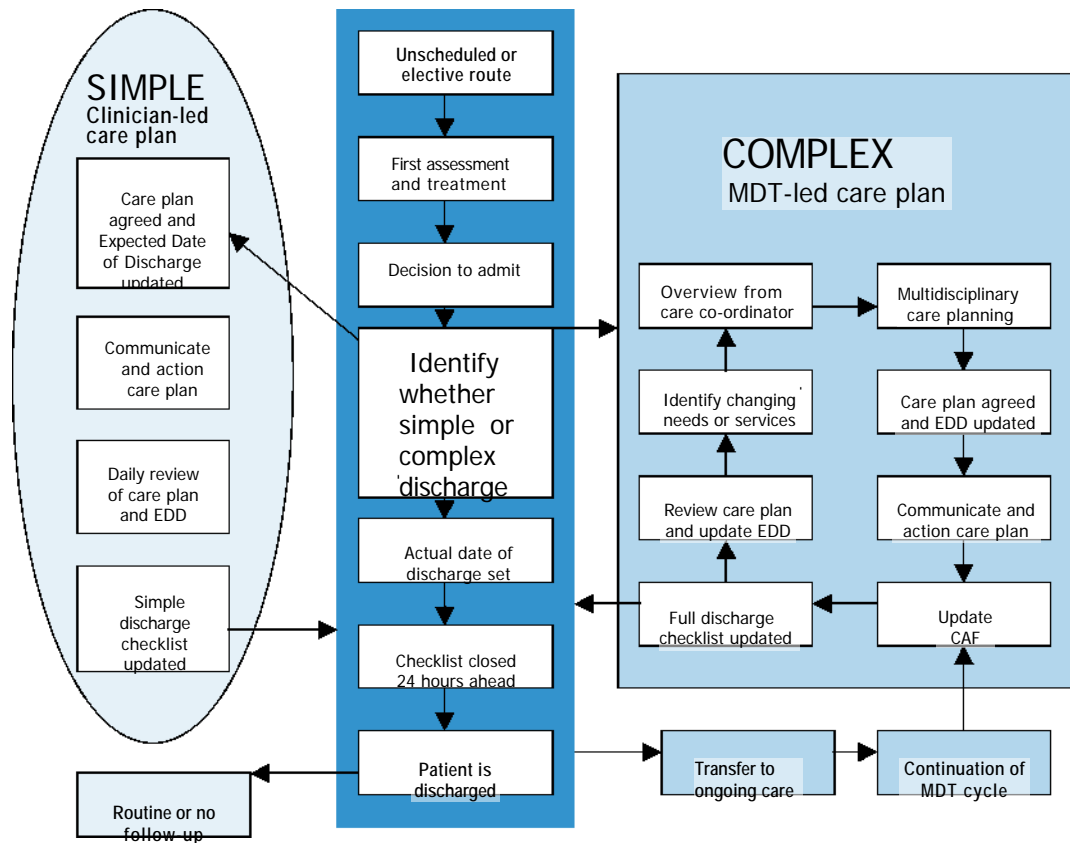 SIMPLE
Clinician-led
care plan
Care plan
agreed and
Expected Date
of Discharge
updated
Communicate
and action
care plan
Daily review
of care plan
and EDD
Simple
discharge
checklist
updated
Routine or no
follow-up
Unscheduled or
elective route
First assessment
and treatment
Decision to admit
Identify
whether
simple or
complex
discharge
Actual date of
discharge set
Checklist closed
24 hours ahead
Patient is
discharged
COMPLEX
MDT-led care plan
Overview from
care co-ordinator
Multidisciplinary
care planning
Identify changing
needs or services
Care plan agreed
and EDD updated
Review care plan
and update EDD
Communicate and
action care plan
Full discharge
checklist updated
Update
CAF
Transfer to
ongoing care
Continuation of
MDT cycle